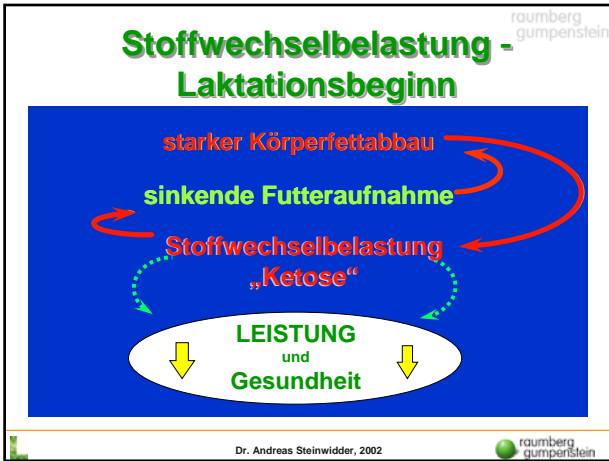 raumberg
gumpenstein
Stoffwechselbelastung -
Laktationsbeginn
starker Körperfettabbau
sinkende Futteraufnahme
Stoffwechselbelastung
„Ketose“
LEISTUNG
und
Gesundheit
L
Dr. Andreas Steinwidder, 2002
raumberg
gumpenstein